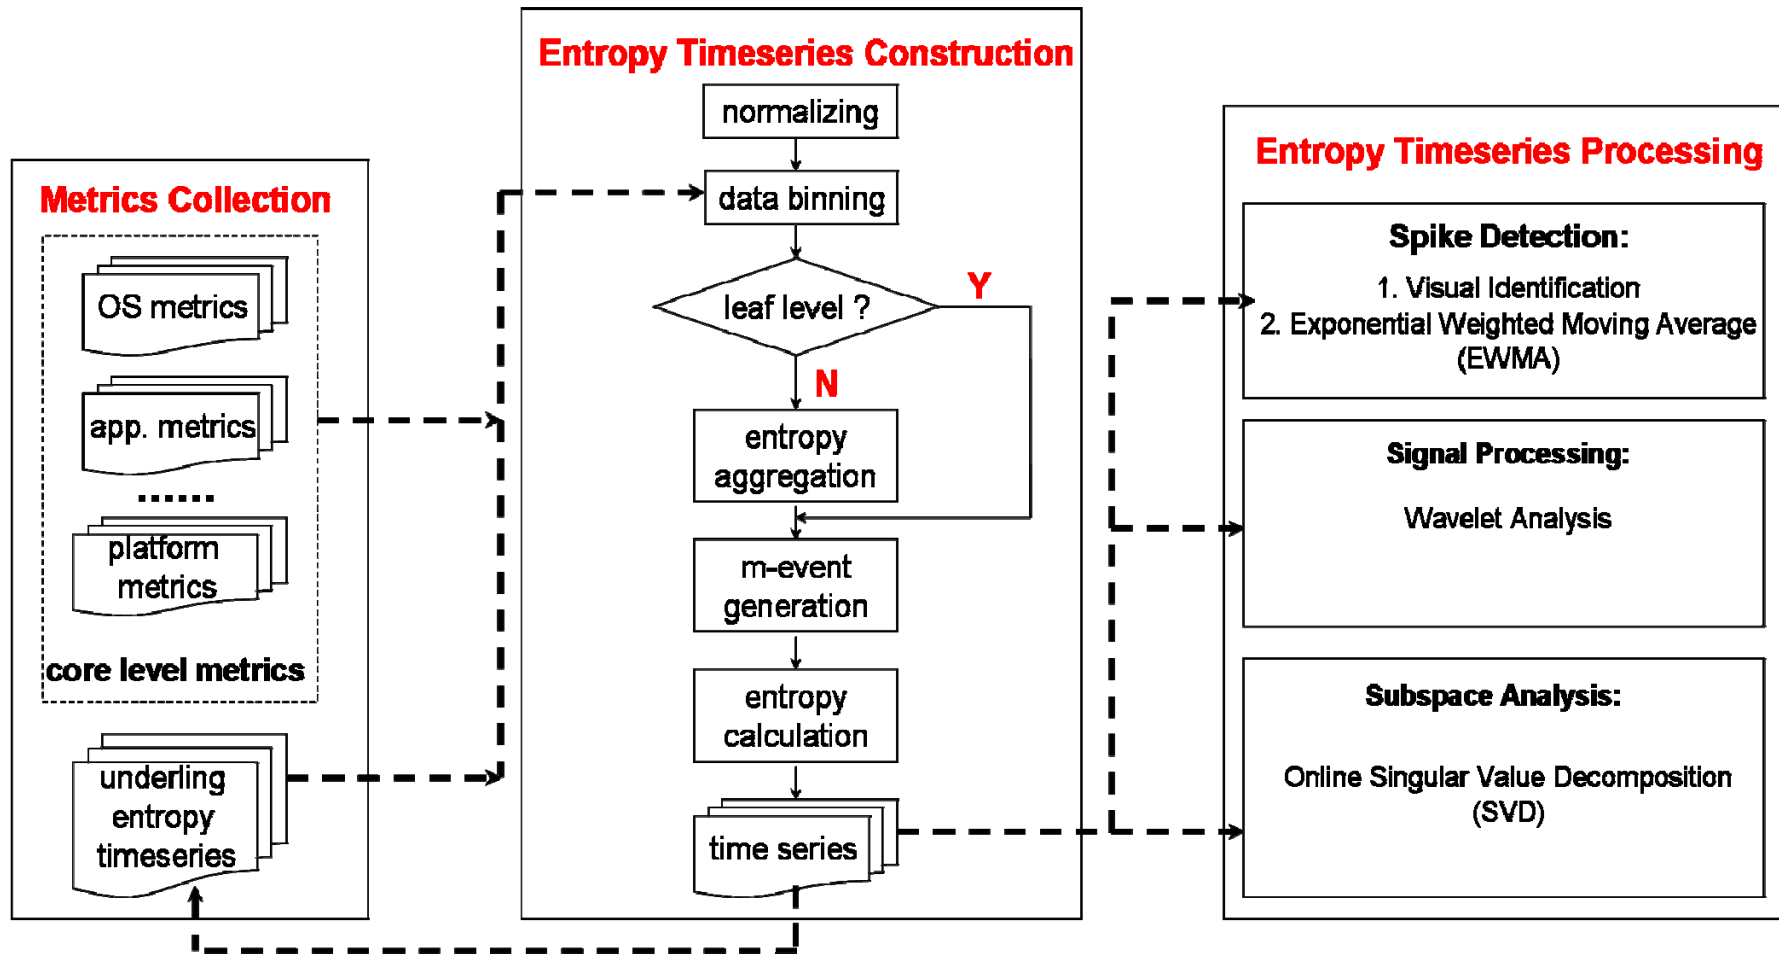 Metrics Collection
OS metrics
app. metrics
......
platform
metrics
core level metrics
underling
entropy
timeseries
Entropy Timeseries Construction
normalizing
data binning
leaf level ?
Y
N
entropy
aggregation
m-event
generation
entropy
calculation
time series
Entropy Timeseries Processing
Spike Detection:
1. Visual Identification
2. Exponential Weighted Moving Average
(EWMA)
Signal Processing:
Wavelet Analysis
Subspace Analysis:
Online Singular Value Decomposition
(SVD)